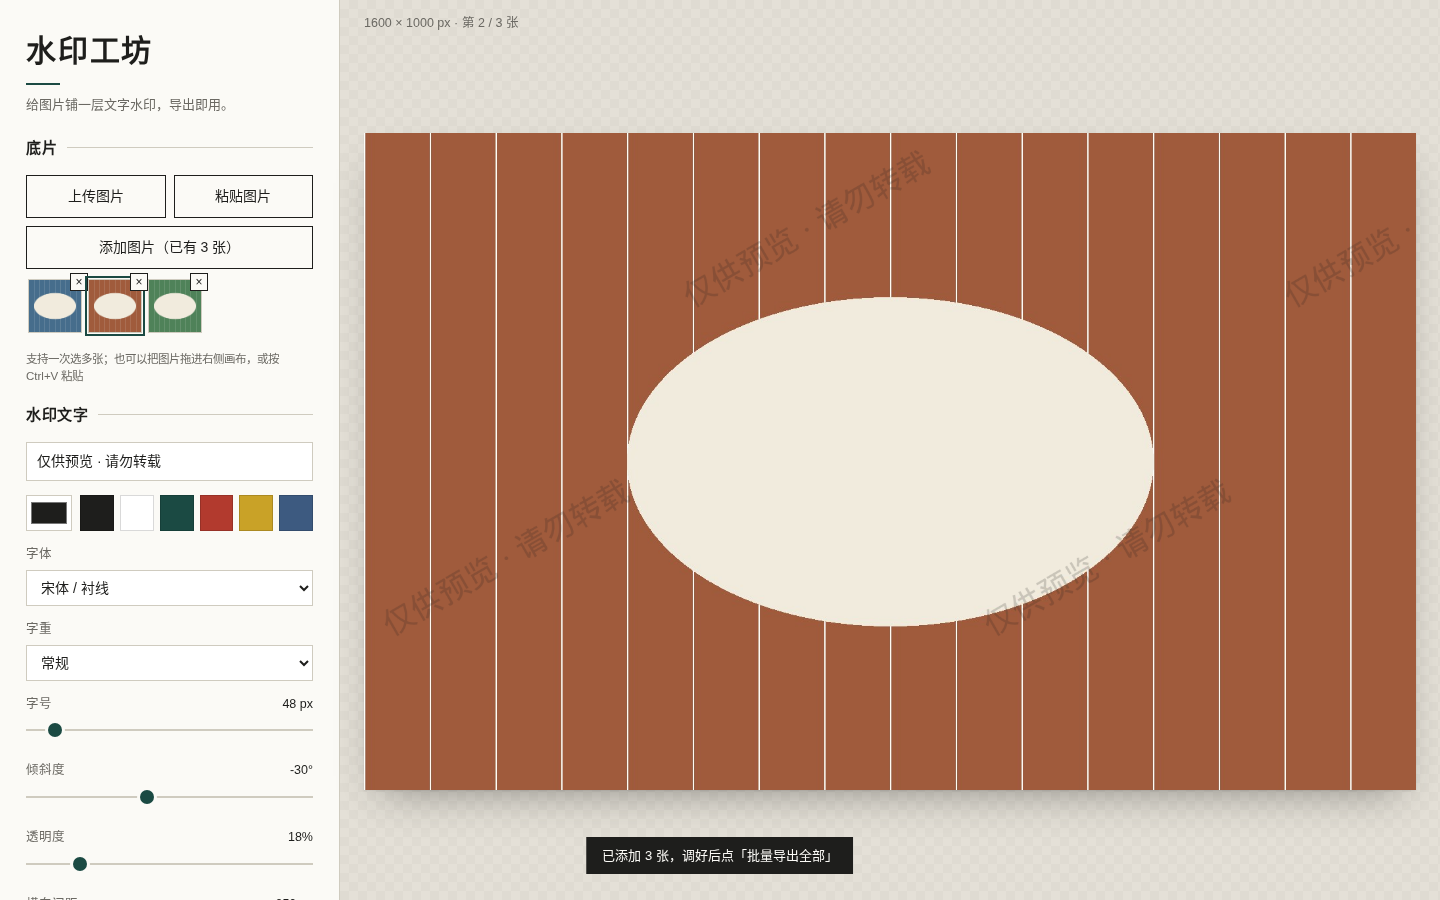 水印工坊
给图片铺一层文字水印，导出即用。
底片
上传图片
粘贴图片
添加图片（已有 3 张）
×
×
×
支持一次选多张；也可以把图片拖进右侧画布，或按
Ctrl+V 粘贴
水印文字
仅供预览 · 请勿转载
字体
宋体 / 衬线
字重
常规
字号
48 px
倾斜度
-30°
透明度
18%
1600 × 1000 px · 第 2 / 3 张
仅供预览 · 请勿转载
仅供预览 ·
仅供预览 · 请勿转载
仅供预览 · 请勿转载
已添加 3 张，调好后点「批量导出全部」